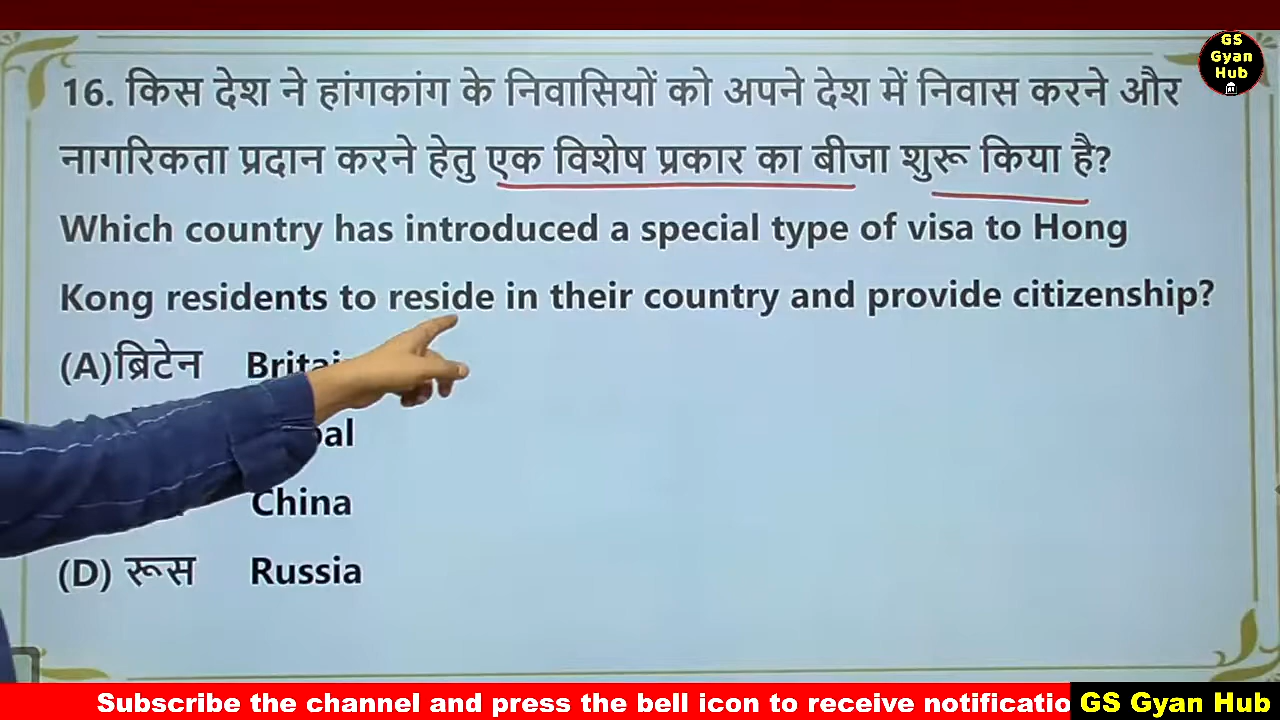 GS
Gyan
Hub
16. किस देश ने हांगकांग के निवासियों को अपने देश में निवास करने और
नागरिकता प्रदान करने हेतु एक विशेष प्रकार का बीजा शुरू किया है?
Which country has introduced a special type of visa to Hong
Kong residents to reside in their country and provide citizenship?
(A)ब्रिटेन Britai
pal
China
(D) रूस Russia
Subscribe the channel and press the bell icon to receive notificatio
GS Gyan Hub